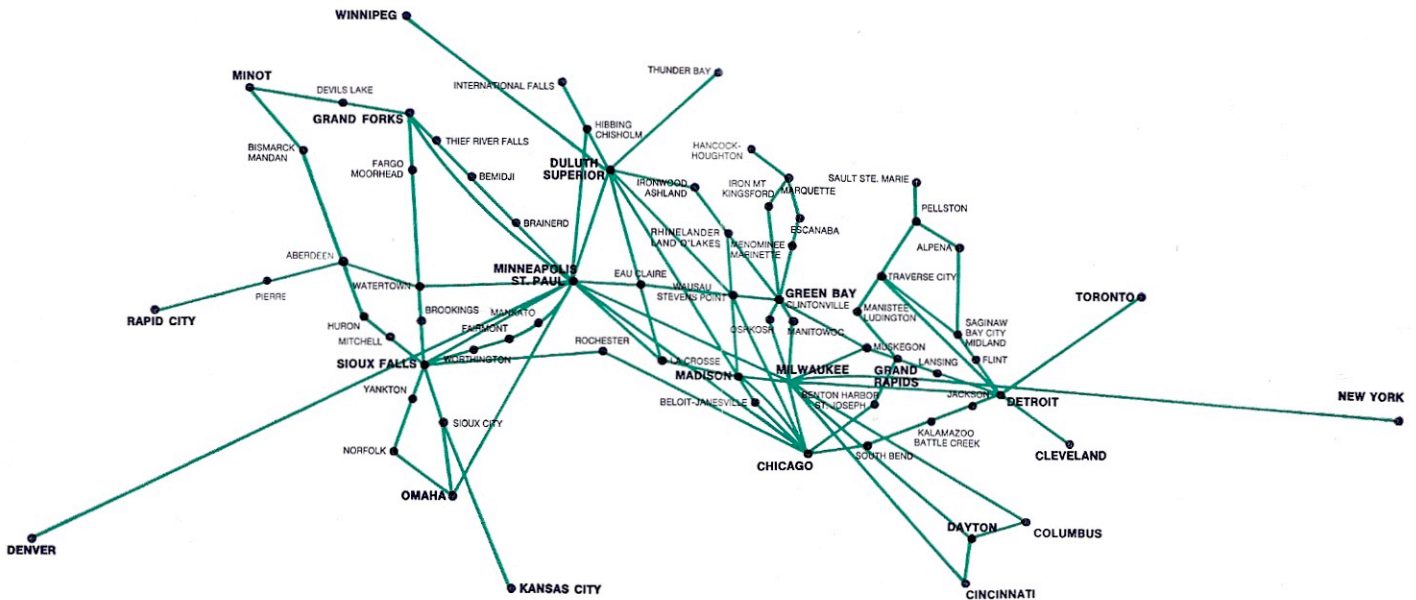 WINNIPEG
THUNDER BAY
MINOT
INTERNATIONAL FALLS
DEVILS LAKE
GRAND FORKS
HIBBING
CHISHOLM
THIEF RIVER FALLS
BISMARCK
MANDAN
HANCOCK-
HOUGHTON
FARGO
MOORHEAD
DULUTH
SUPERIOR
BEMIDJI
IRONWOOD
ASHLAND
IRON MT
KINGSFORD
MARQUETTE
SAULT STE. MARIE
PELLSTON
BRAINERD
ESCANABA
RHINELANDER
LAND O'LAKES
MENOMINEE
MARINETTE
ALPENA
ABERDEEN
MINNEAPOLIS
ST. PAUL
EAU CLAIRE
TRAVERSE CITY
WATERTOWN
WAUSAU
STEVENS POINT
GREEN BAY
CLINTONVILLE
PIERRE
TORONTO
RAPID CITY
BROOKINGS
MANKATO
MANISTEE
LUDINGTON
HURON
FAIRMONT
OSHKOSH
MANITOWOC
SAGINAW
BAY CITY
MIDLAND
MITCHELL
ROCHESTER
MUSKEGON
SIOUX FALLS
WORTHINGTON
LA CROSSE
LANSING
FLINT
MADISON
MILWAUKEE
GRAND
RAPIDS
YANKTON
BELOIT-JANESVILLE
BENTON HARBOR
ST. JOSEPH
JACKSON
DETROIT
NEW YORK
SIOUX CITY
KALAMAZOO
BATTLE CREEK
NORFOLK
CHICAGO
SOUTH BEND
CLEVELAND
OMAHA
DAYTON
COLUMBUS
DENVER
KANSAS CITY
CINCINNATI